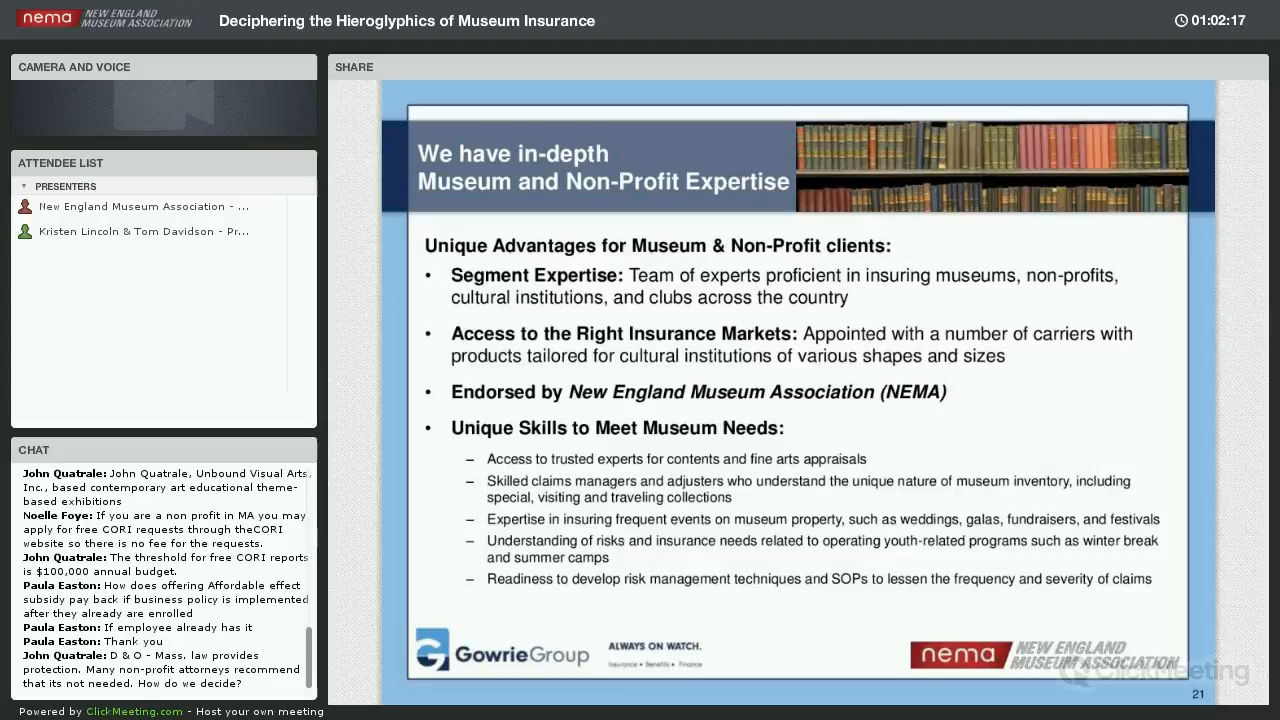 nema NEW ENGLAND
MUSEUM ASSOCIATION
Deciphering the Hieroglyphics of Museum Insurance
01:02:17
CAMERA AND VOICE
ATTENDEE LIST
PRESENTERS
New England Museum Association - ...
Kristen Lincoln & Tom Davidson - Pr...
CHAT
John Quatrale: John Quatrale, Unbound Visual Arts,
Inc., based contemporary art educational theme-
based exhibitions
Noelle Foye: If you are a non profit in MA you may
apply for free CORI requests through theCORI
website so there is no fee for the requests.
John Quatrale: The threshold for free CORI reports
is $100,000 annual budget.
Paula Easton: How does offering Affordable effect
subsidy pay back if business policy is implemented
after they already are enrolled
Paula Easton: If employee already has it
Paula Easton: Thank you
John Quatrale: D & O - Mass. law provides
protection. Many non-profit attorneys recommend
that its not needed. How do we decide?
Powered by ClickMeeting.com - Host your own meeting
SHARE
We have in-depth
Museum and Non-Profit Expertise
Unique Advantages for Museum & Non-Profit clients:
• Segment Expertise: Team of experts proficient in insuring museums, non-profits,
cultural institutions, and clubs across the country
• Access to the Right Insurance Markets: Appointed with a number of carriers with
products tailored for cultural institutions of various shapes and sizes
• Endorsed by New England Museum Association (NEMA)
• Unique Skills to Meet Museum Needs:
– Access to trusted experts for contents and fine arts appraisals
– Skilled claims managers and adjusters who understand the unique nature of museum inventory, including
special, visiting and traveling collections
– Expertise in insuring frequent events on museum property, such as weddings, galas, fundraisers, and festivals
– Understanding of risks and insurance needs related to operating youth-related programs such as winter break
and summer camps
– Readiness to develop risk management techniques and SOPs to lessen the frequency and severity of claims
GowrieGroup
ALWAYS ON WATCH.
Insurance • Benefits • Finance
nema NEW ENGLAND
MUSEUM ASSOCIATION
ClickMeeting
21